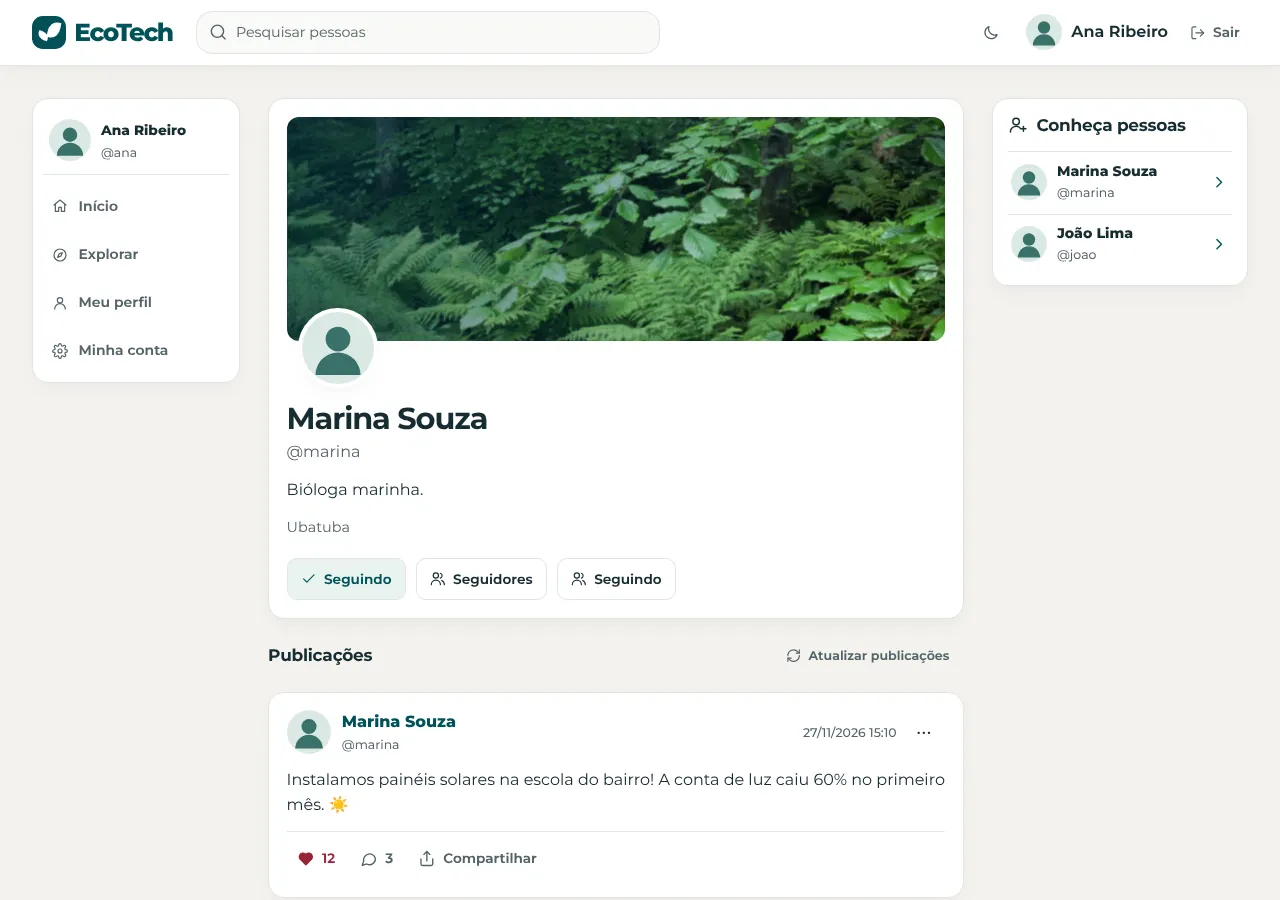 EcoTech
Pesquisar pessoas
Ana Ribeiro
Sair
Ana Ribeiro
@ana
Início
Explorar
Meu perfil
Minha conta
Marina Souza
@marina
Bióloga marinha.
Ubatuba
Seguindo
Seguidores
Seguindo
Publicações
Atualizar publicações
Marina Souza
@marina
27/11/2026 15:10
Instalamos painéis solares na escola do bairro! A conta de luz caiu 60% no primeiro
mês. ☀️
12
3
Compartilhar
Conheça pessoas
Marina Souza
@marina
João Lima
@joao